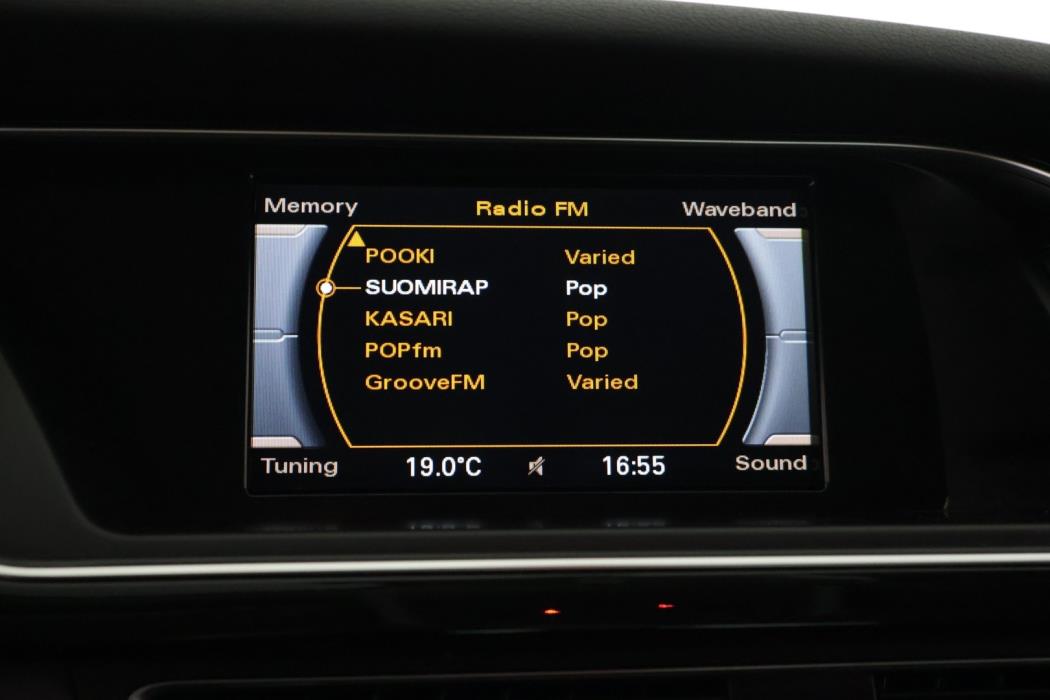 Memory Radio FM Waveband
POOKI Varied
SUOMIRAP Pop
KASARI Pop
POPfm Pop
GrooveFM Varied
Tuning 19.0°C 16:55 Sound